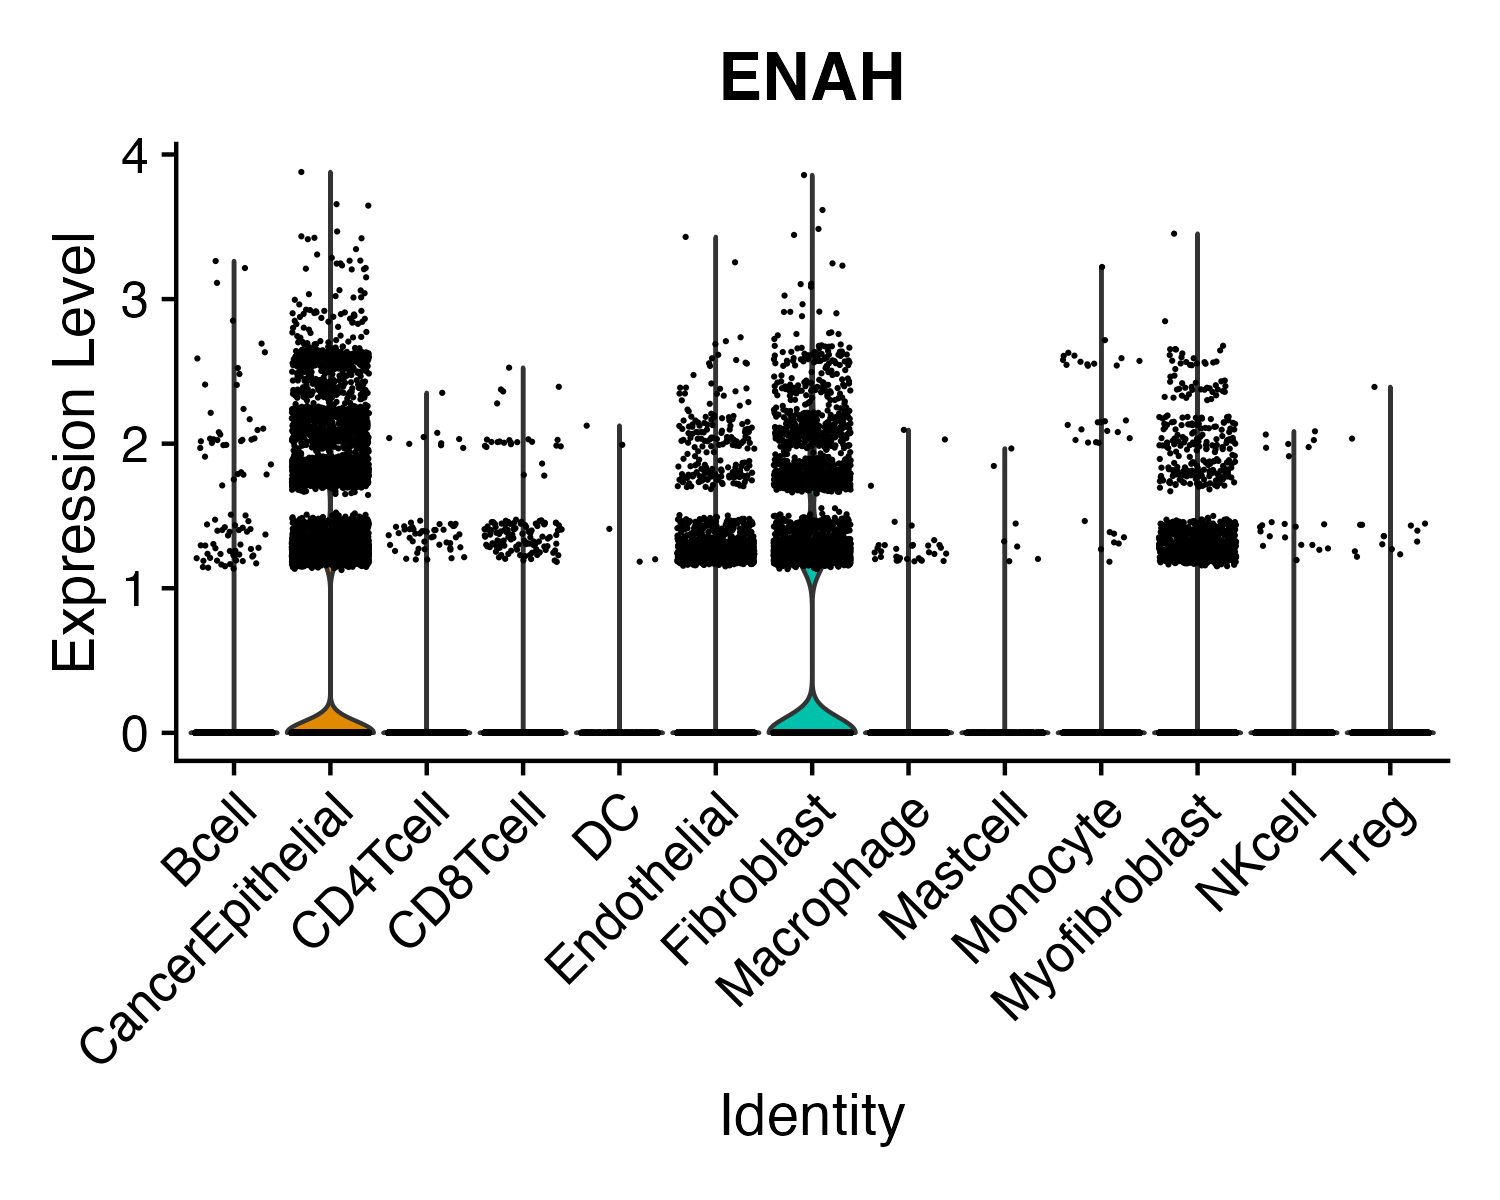 ENAH
Expression Level
4
3
2
1
0
Bcell
CancerEpithelial
CD4Tcell
CD8Tcell
DC
Endothelial
Fibroblast
Macrophage
Mastcell
Monocyte
Myofibroblast
NKcell
Treg
Identity